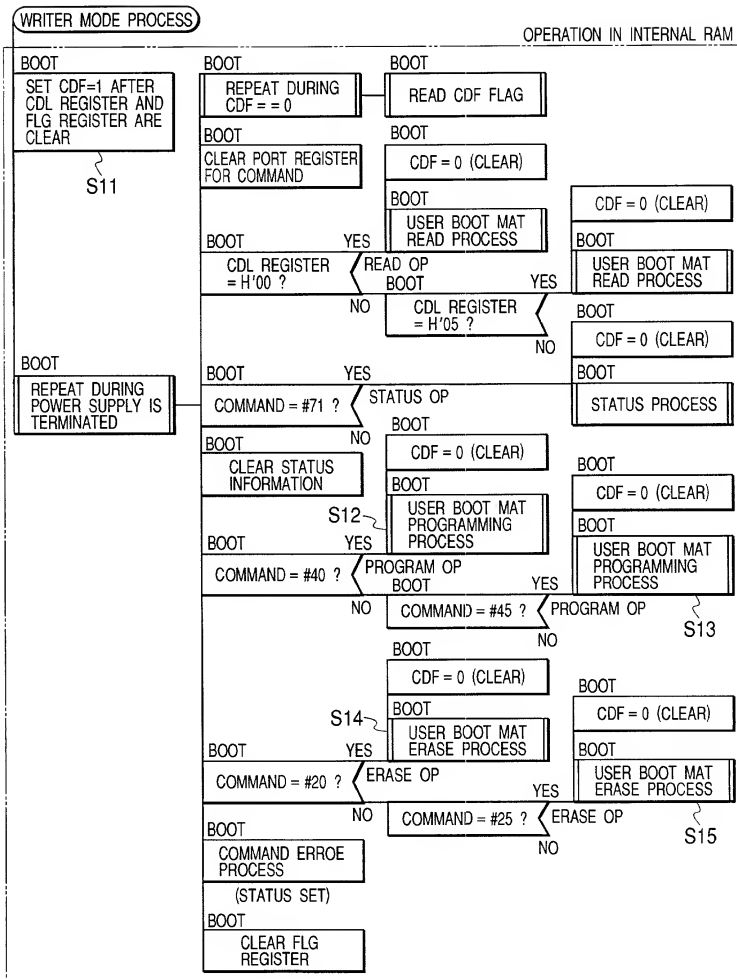 WRITER MODE PROCESS
OPERATION IN INTERNAL RAM
BOOT
SET CDF=1 AFTER
CDL REGISTER AND
FLG REGISTER ARE
CLEAR
S11
BOOT
REPEAT DURING
POWER SUPPLY IS
TERMINATED
BOOT
REPEAT DURING
CDF = = 0
BOOT
READ CDF FLAG
BOOT
CLEAR PORT REGISTER
FOR COMMAND
BOOT
CDL REGISTER
= H'00 ?
YES
READ OP
NO
BOOT
CDF = 0 (CLEAR)
BOOT
USER BOOT MAT
READ PROCESS
BOOT
CDL REGISTER
= H'05 ?
YES
NO
CDF = 0 (CLEAR)
BOOT
USER BOOT MAT
READ PROCESS
BOOT
COMMAND = #71 ?
YES
STATUS OP
NO
BOOT
CDF = 0 (CLEAR)
BOOT
STATUS PROCESS
BOOT
CLEAR STATUS
INFORMATION
BOOT
COMMAND = #40 ?
YES
PROGRAM OP
NO
BOOT
CDF = 0 (CLEAR)
S12
BOOT
USER BOOT MAT
PROGRAMMING
PROCESS
BOOT
COMMAND = #45 ?
YES
PROGRAM OP
NO
BOOT
CDF = 0 (CLEAR)
BOOT
USER BOOT MAT
PROGRAMMING
PROCESS
S13
BOOT
COMMAND = #20 ?
YES
ERASE OP
NO
BOOT
CDF = 0 (CLEAR)
S14
BOOT
USER BOOT MAT
ERASE PROCESS
COMMAND = #25 ?
YES
ERASE OP
NO
BOOT
CDF = 0 (CLEAR)
BOOT
USER BOOT MAT
ERASE PROCESS
S15
BOOT
COMMAND ERROE
PROCESS
(STATUS SET)
BOOT
CLEAR FLG
REGISTER